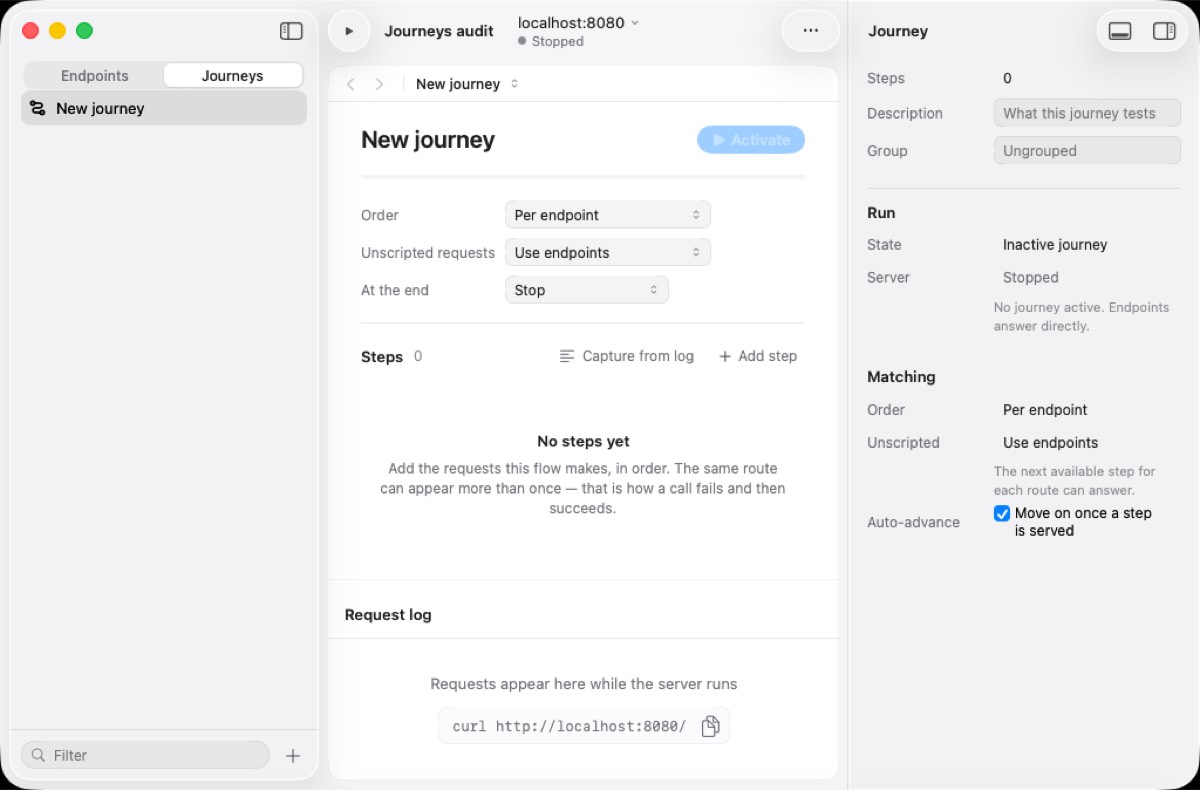 Journeys audit
localhost:8080
Stopped
Endpoints
Journeys
New journey
Filter
New journey
New journey
Activate
Order
Per endpoint
Unscripted requests
Use endpoints
At the end
Stop
Steps 0
Capture from log
Add step
No steps yet
Add the requests this flow makes, in order. The same route
can appear more than once — that is how a call fails and then
succeeds.
Request log
Requests appear here while the server runs
curl http://localhost:8080/
Journey
Steps 0
Description What this journey tests
Group Ungrouped
Run
State Inactive journey
Server Stopped
No journey active. Endpoints
answer directly.
Matching
Order Per endpoint
Unscripted Use endpoints
The next available step for
each route can answer.
Auto-advance Move on once a step
is served